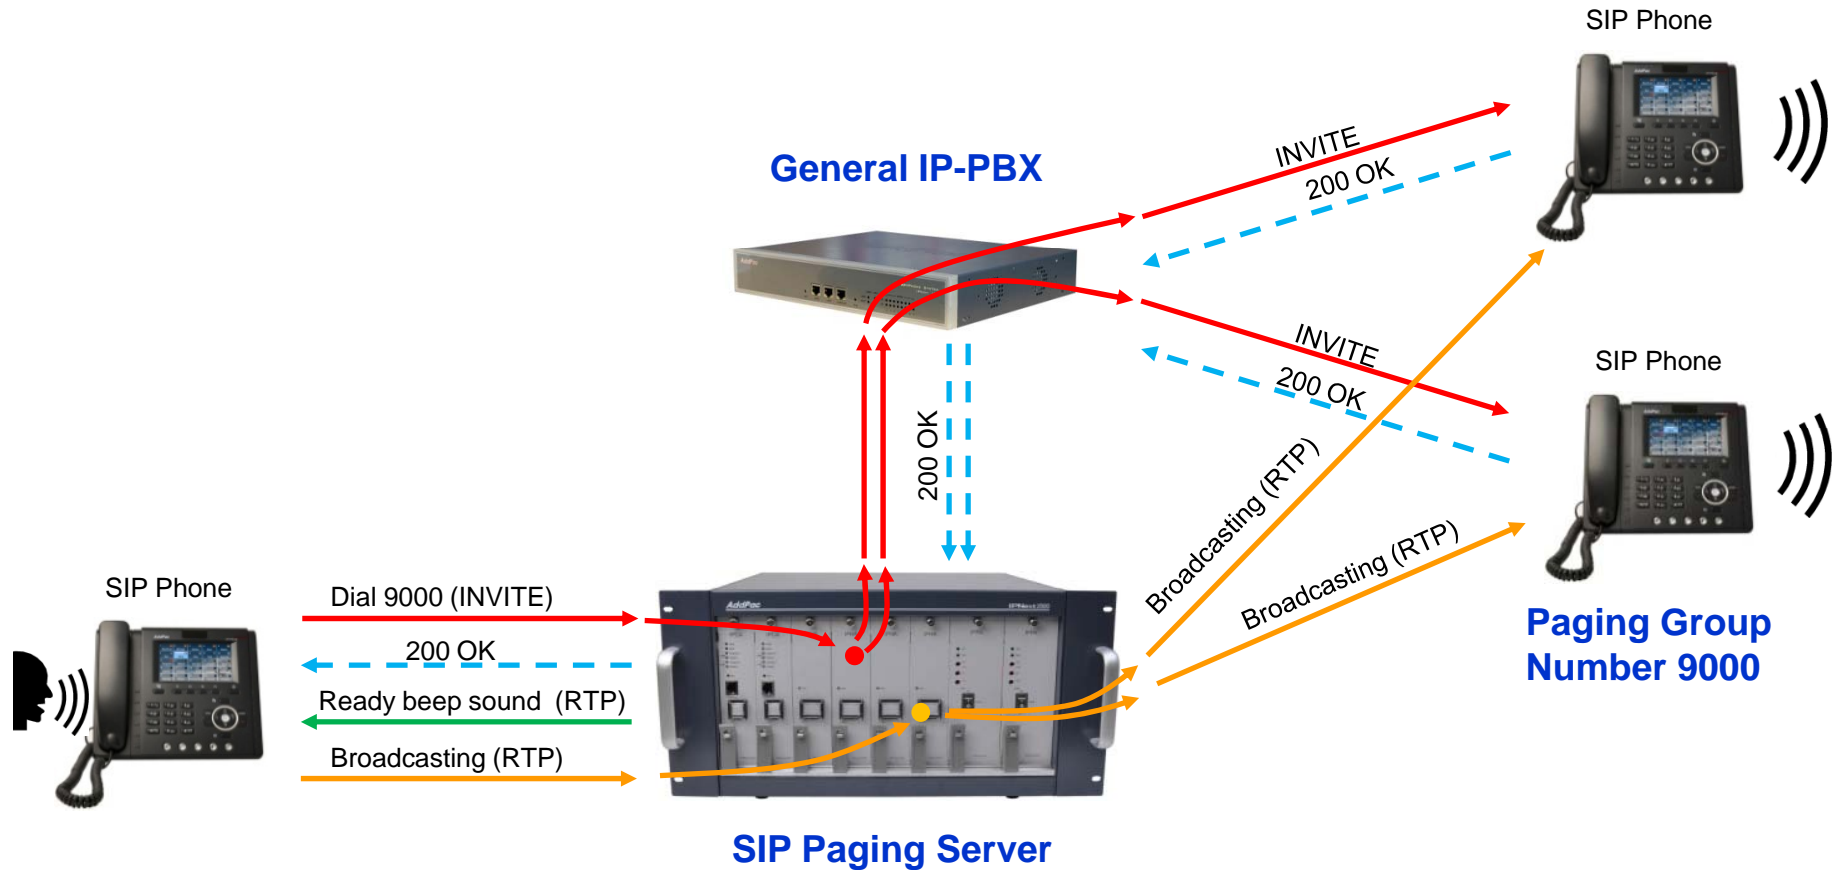 SIP Phone
General IP-PBX
INVITE
200 OK
INVITE
200 OK
SIP Phone
200 OK
Broadcasting (RTP)
Broadcasting (RTP)
SIP Phone
Dial 9000 (INVITE)
200 OK
Ready beep sound (RTP)
Broadcasting (RTP)
AddPac
Paging Group
Number 9000
SIP Paging Server